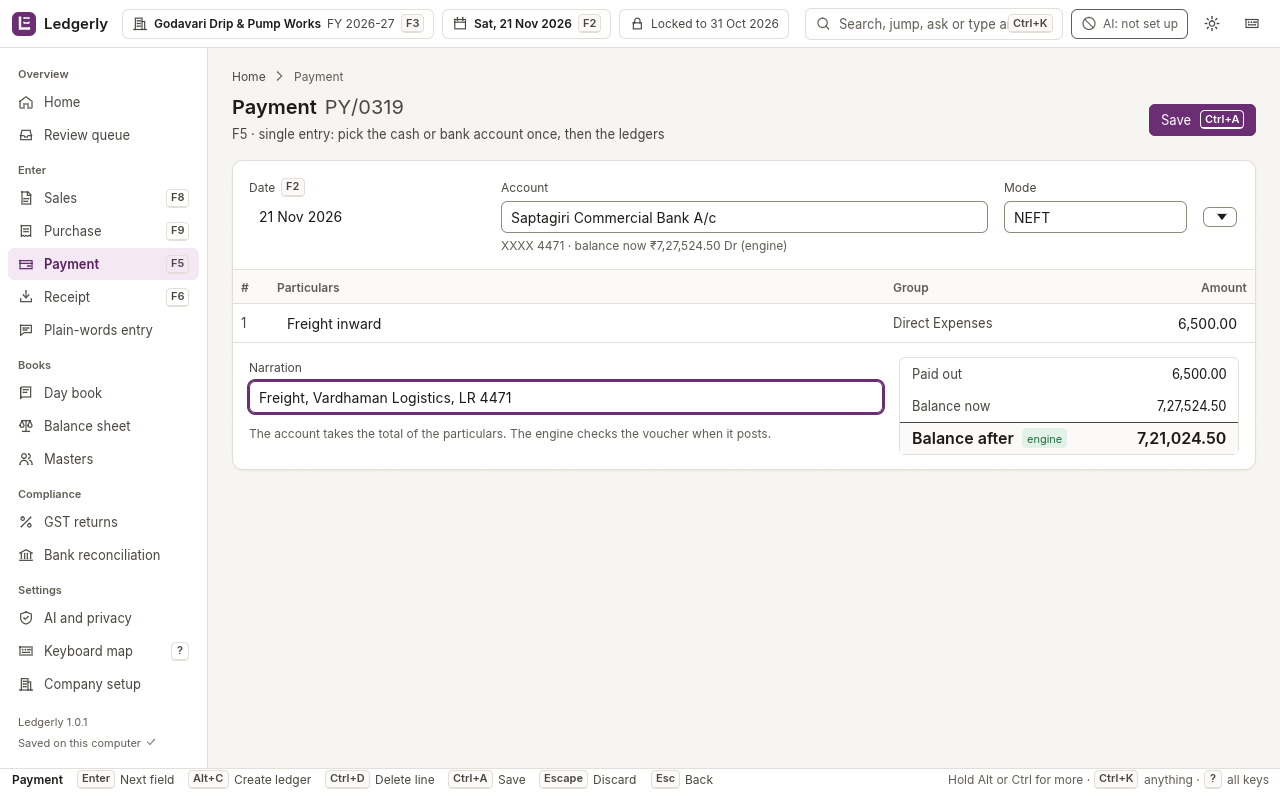 Ledgerly
Godavari Drip & Pump Works FY 2026-27 F3
Sat, 21 Nov 2026 F2
Locked to 31 Oct 2026
Search, jump, ask or type a Ctrl+K
AI: not set up
Overview
Home
Review queue
Enter
Sales F8
Purchase F9
Payment F5
Receipt F6
Plain-words entry
Books
Day book
Balance sheet
Masters
Compliance
GST returns
Bank reconciliation
Settings
AI and privacy
Keyboard map ?
Company setup
Ledgerly 1.0.1
Saved on this computer
Home Payment
Payment PY/0319
F5 · single entry: pick the cash or bank account once, then the ledgers
Save Ctrl+A
Date F2 Account Mode
21 Nov 2026 Saptagiri Commercial Bank A/c NEFT
XXXX 4471 · balance now ₹7,27,524.50 Dr (engine)
# Particulars Group Amount
1 Freight inward Direct Expenses 6,500.00
Narration
Freight, Vardhaman Logistics, LR 4471
The account takes the total of the particulars. The engine checks the voucher when it posts.
Paid out 6,500.00
Balance now 7,27,524.50
Balance after engine 7,21,024.50
Payment Enter Next field Alt+C Create ledger Ctrl+D Delete line Ctrl+A Save Escape Discard Esc Back
Hold Alt or Ctrl for more · Ctrl+K anything · ? all keys